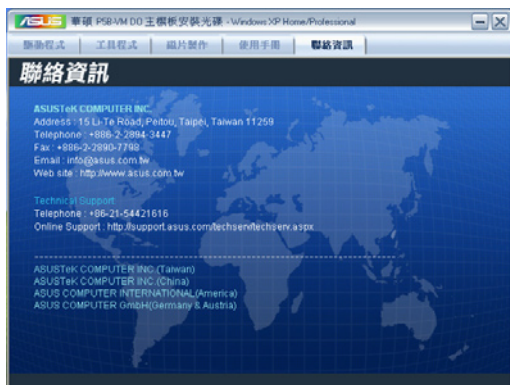 ASUS 華碩 P5B-VM DO 主機板安裝光碟 - Windows XP Home/Professional
驅動程式 工具程式 磁片製作 使用手冊 聯絡資訊
聯絡資訊
ASUSTeK COMPUTER INC.
Address : 15 Li-Te Road, Peitou, Taipei, Taiwan 11259
Telephone : +886-2-2894-3447
Fax : +886-2-2890-7798
Email : info@asus.com.tw
Web site : http://www.asus.com.tw
Technical Support
Telephone : +86-21-54421616
Online Support : http://support.asus.com/techserv/techserv.aspx
ASUSTeK COMPUTER INC.(Taiwan)
ASUSTeK COMPUTER INC.(China)
ASUS COMPUTER INTERNATIONAL(America)
ASUS COMPUTER GmbH(Germany & Austria)